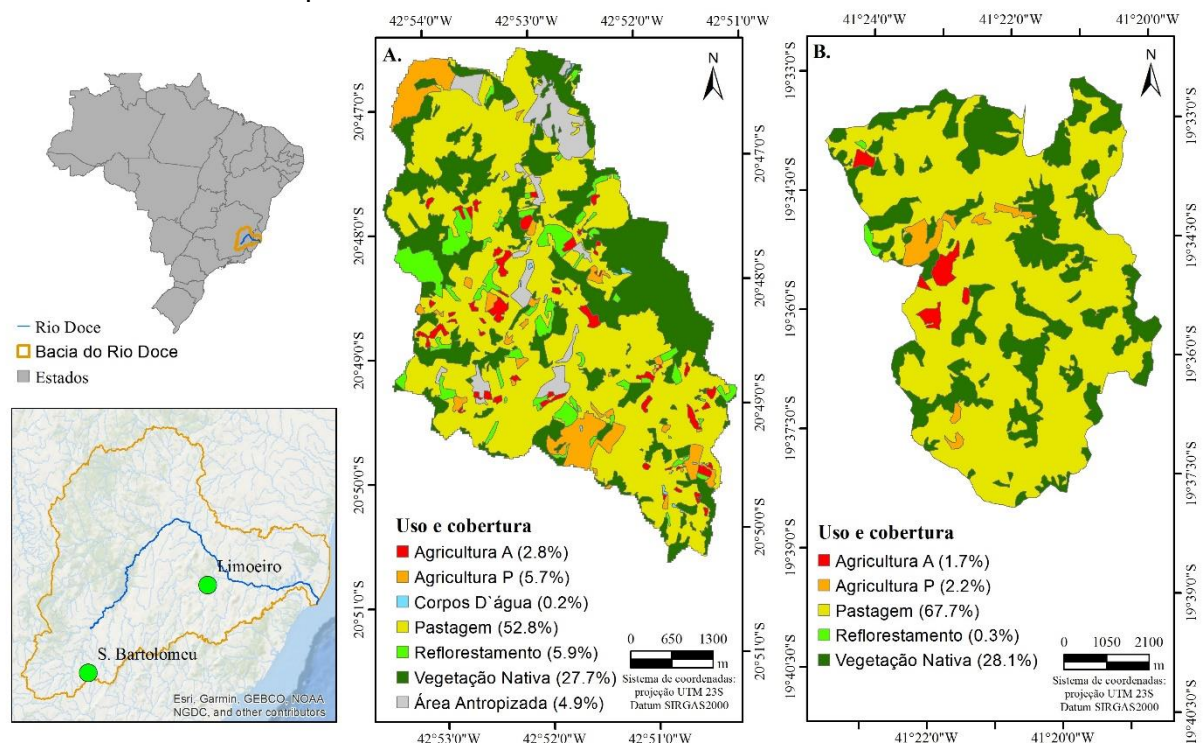 Rio Doce
Bacia do Rio Doce
Estados
Limoeiro
S. Bartolomeu
Esri, Garmin, GEBCO, NOAA
NGDC, and other contributors
42°54'0"W 42°53'0"W 42°52'0"W 42°51'0"W
A.
N
20°47'0"S
20°48'0"S
20°49'0"S
20°50'0"S
20°51'0"S
20°47'0"S
20°48'0"S
20°49'0"S
20°50'0"S
20°51'0"S
Uso e cobertura
Agricultura A (2.8%)
Agricultura P (5.7%)
Corpos D`água (0.2%)
Pastagem (52.8%)
Reflorestamento (5.9%)
Vegetação Nativa (27.7%)
Área Antropizada (4.9%)
0 650 1300
m
Sistema de coordenadas:
projeção UTM 23S
Datum SIRGAS2000
42°53'0"W 42°52'0"W 42°51'0"W
41°24'0"W 41°22'0"W 41°20'0"W
B.
N
19°33'0"S
19°34'30"S
19°36'0"S
19°37'30"S
19°39'0"S
19°40'30"S
19°33'0"S
19°34'30"S
19°36'0"S
19°37'30"S
19°39'0"S
19°40'30"S
Uso e cobertura
Agricultura A (1.7%)
Agricultura P (2.2%)
Pastagem (67.7%)
Reflorestamento (0.3%)
Vegetação Nativa (28.1%)
0 1050 2100
m
Sistema de coordenadas:
projeção UTM 23S
Datum SIRGAS2000
41°22'0"W 41°20'0"W